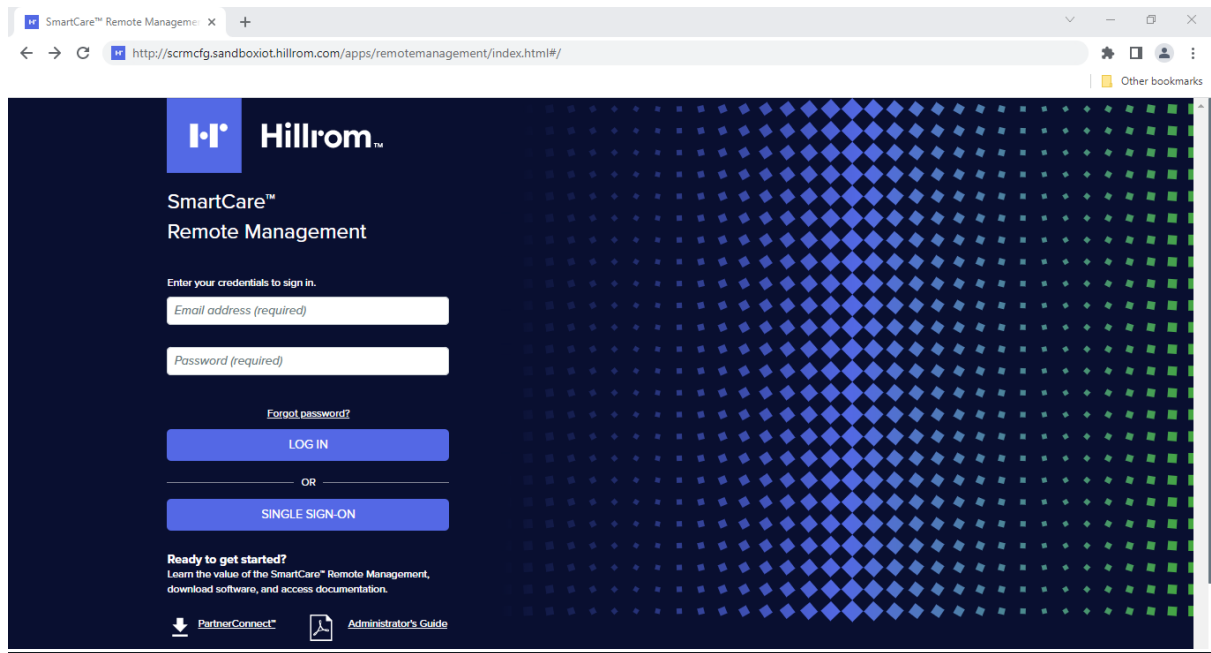 SmartCare™ Remote Manageme
http://scrmcfg.sandboxiot.hillrom.com/apps/remotemanagement/index.html#/
Other bookmarks
Hillrom™
SmartCare™
Remote Management
Enter your credentials to sign in.
Email address (required)
Password (required)
Forgot password?
LOG IN
OR
SINGLE SIGN-ON
Ready to get started?
Learn the value of the SmartCare™ Remote Management,
download software, and access documentation.
PartnerConnect™ Administrator's Guide